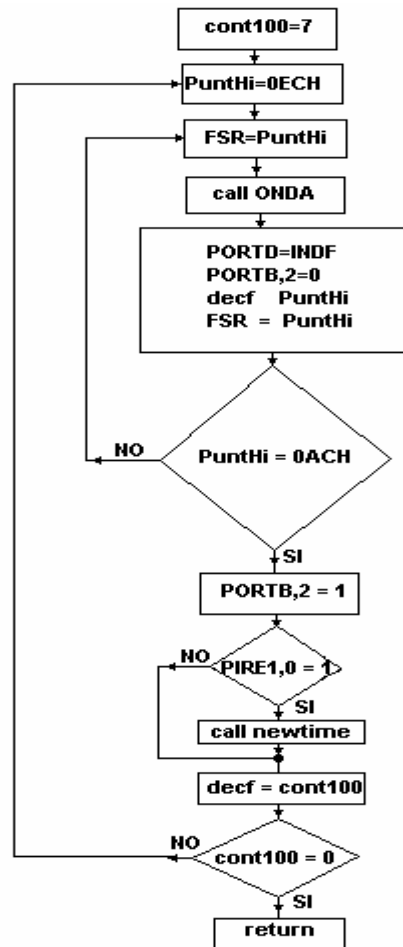 cont100=7
PuntHi=0ECH
FSR=PuntHi
call ONDA
PORTD=INDF
PORTB,2=0
decf PuntHi
FSR = PuntHi
NO
PuntHi = 0ACH
SI
PORTB,2 = 1
NO
PIRE1,0 = 1
SI
call newtime
decf = cont100
NO
cont100 = 0
SI
return